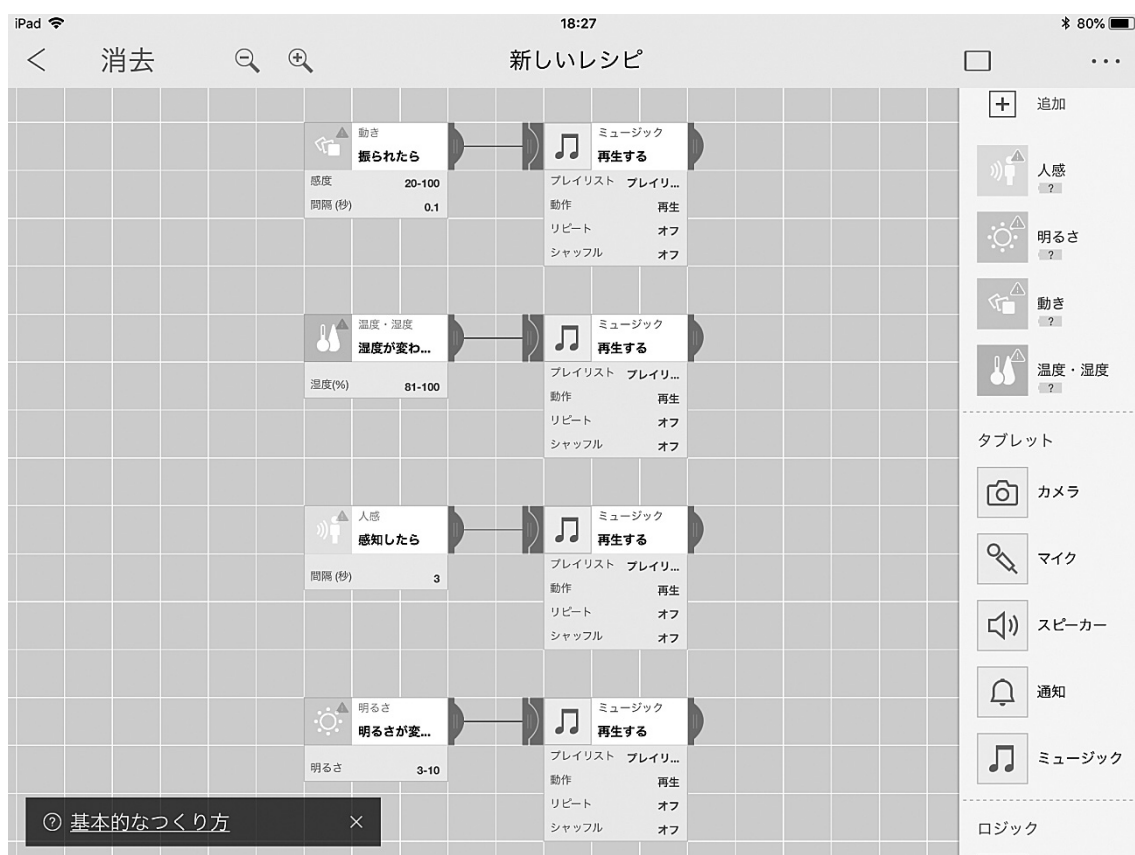 iPad 18:27 80%
消去 新しいレシピ
動き
振られたら
感度 20-100
間隔 (秒) 0.1
ミュージック
再生する
プレイリスト プレイリ...
動作 再生
リピート オフ
シャッフル オフ
温度・湿度
湿度が変わ...
湿度(%) 81-100
ミュージック
再生する
プレイリスト プレイリ...
動作 再生
リピート オフ
シャッフル オフ
人感
感知したら
間隔 (秒) 3
ミュージック
再生する
プレイリスト プレイリ...
動作 再生
リピート オフ
シャッフル オフ
明るさ
明るさが変...
明るさ 3-10
ミュージック
再生する
プレイリスト プレイリ...
動作 再生
リピート オフ
シャッフル オフ
? 基本的なつくり方 ×
追加
人感
?
明るさ
?
動き
?
温度・湿度
?
タブレット
カメラ
マイク
スピーカー
通知
ミュージック
ロジック